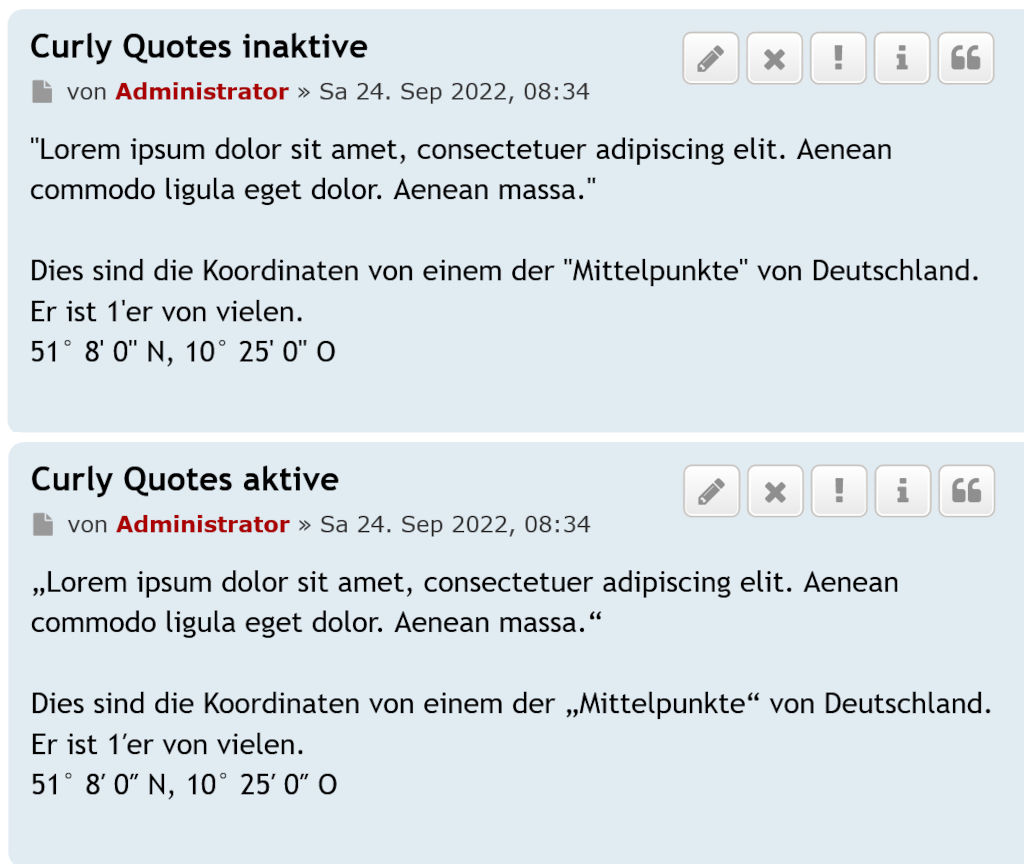 Curly Quotes inaktive
von Administrator » Sa 24. Sep 2022, 08:34
"Lorem ipsum dolor sit amet, consectetuer adipiscing elit. Aenean
commodo ligula eget dolor. Aenean massa."
Dies sind die Koordinaten von einem der "Mittelpunkte" von Deutschland.
Er ist 1'er von vielen.
51° 8' 0" N, 10° 25' 0" O
Curly Quotes aktive
von Administrator » Sa 24. Sep 2022, 08:34
„Lorem ipsum dolor sit amet, consectetuer adipiscing elit. Aenean
commodo ligula eget dolor. Aenean massa.“
Dies sind die Koordinaten von einem der „Mittelpunkte“ von Deutschland.
Er ist 1′er von vielen.
51° 8′ 0″ N, 10° 25′ 0″ O